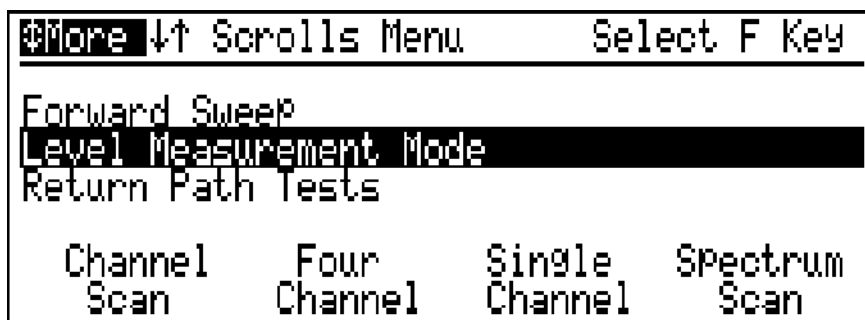 ↕More ↓↑ Scrolls Menu Select F Key
Forward Sweep
Level Measurement Mode
Return Path Tests
Channel Four Single Spectrum
Scan Channel Channel Scan